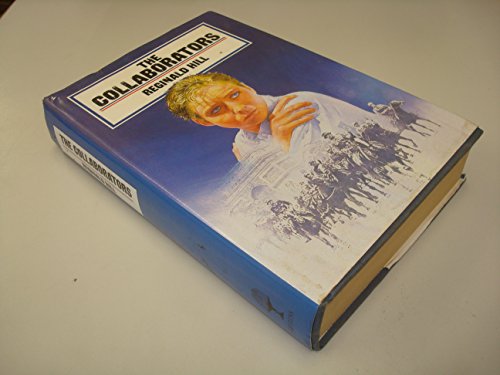 THE
COLLABORATORS
REGINALD HILL
THE COLLABORATORS